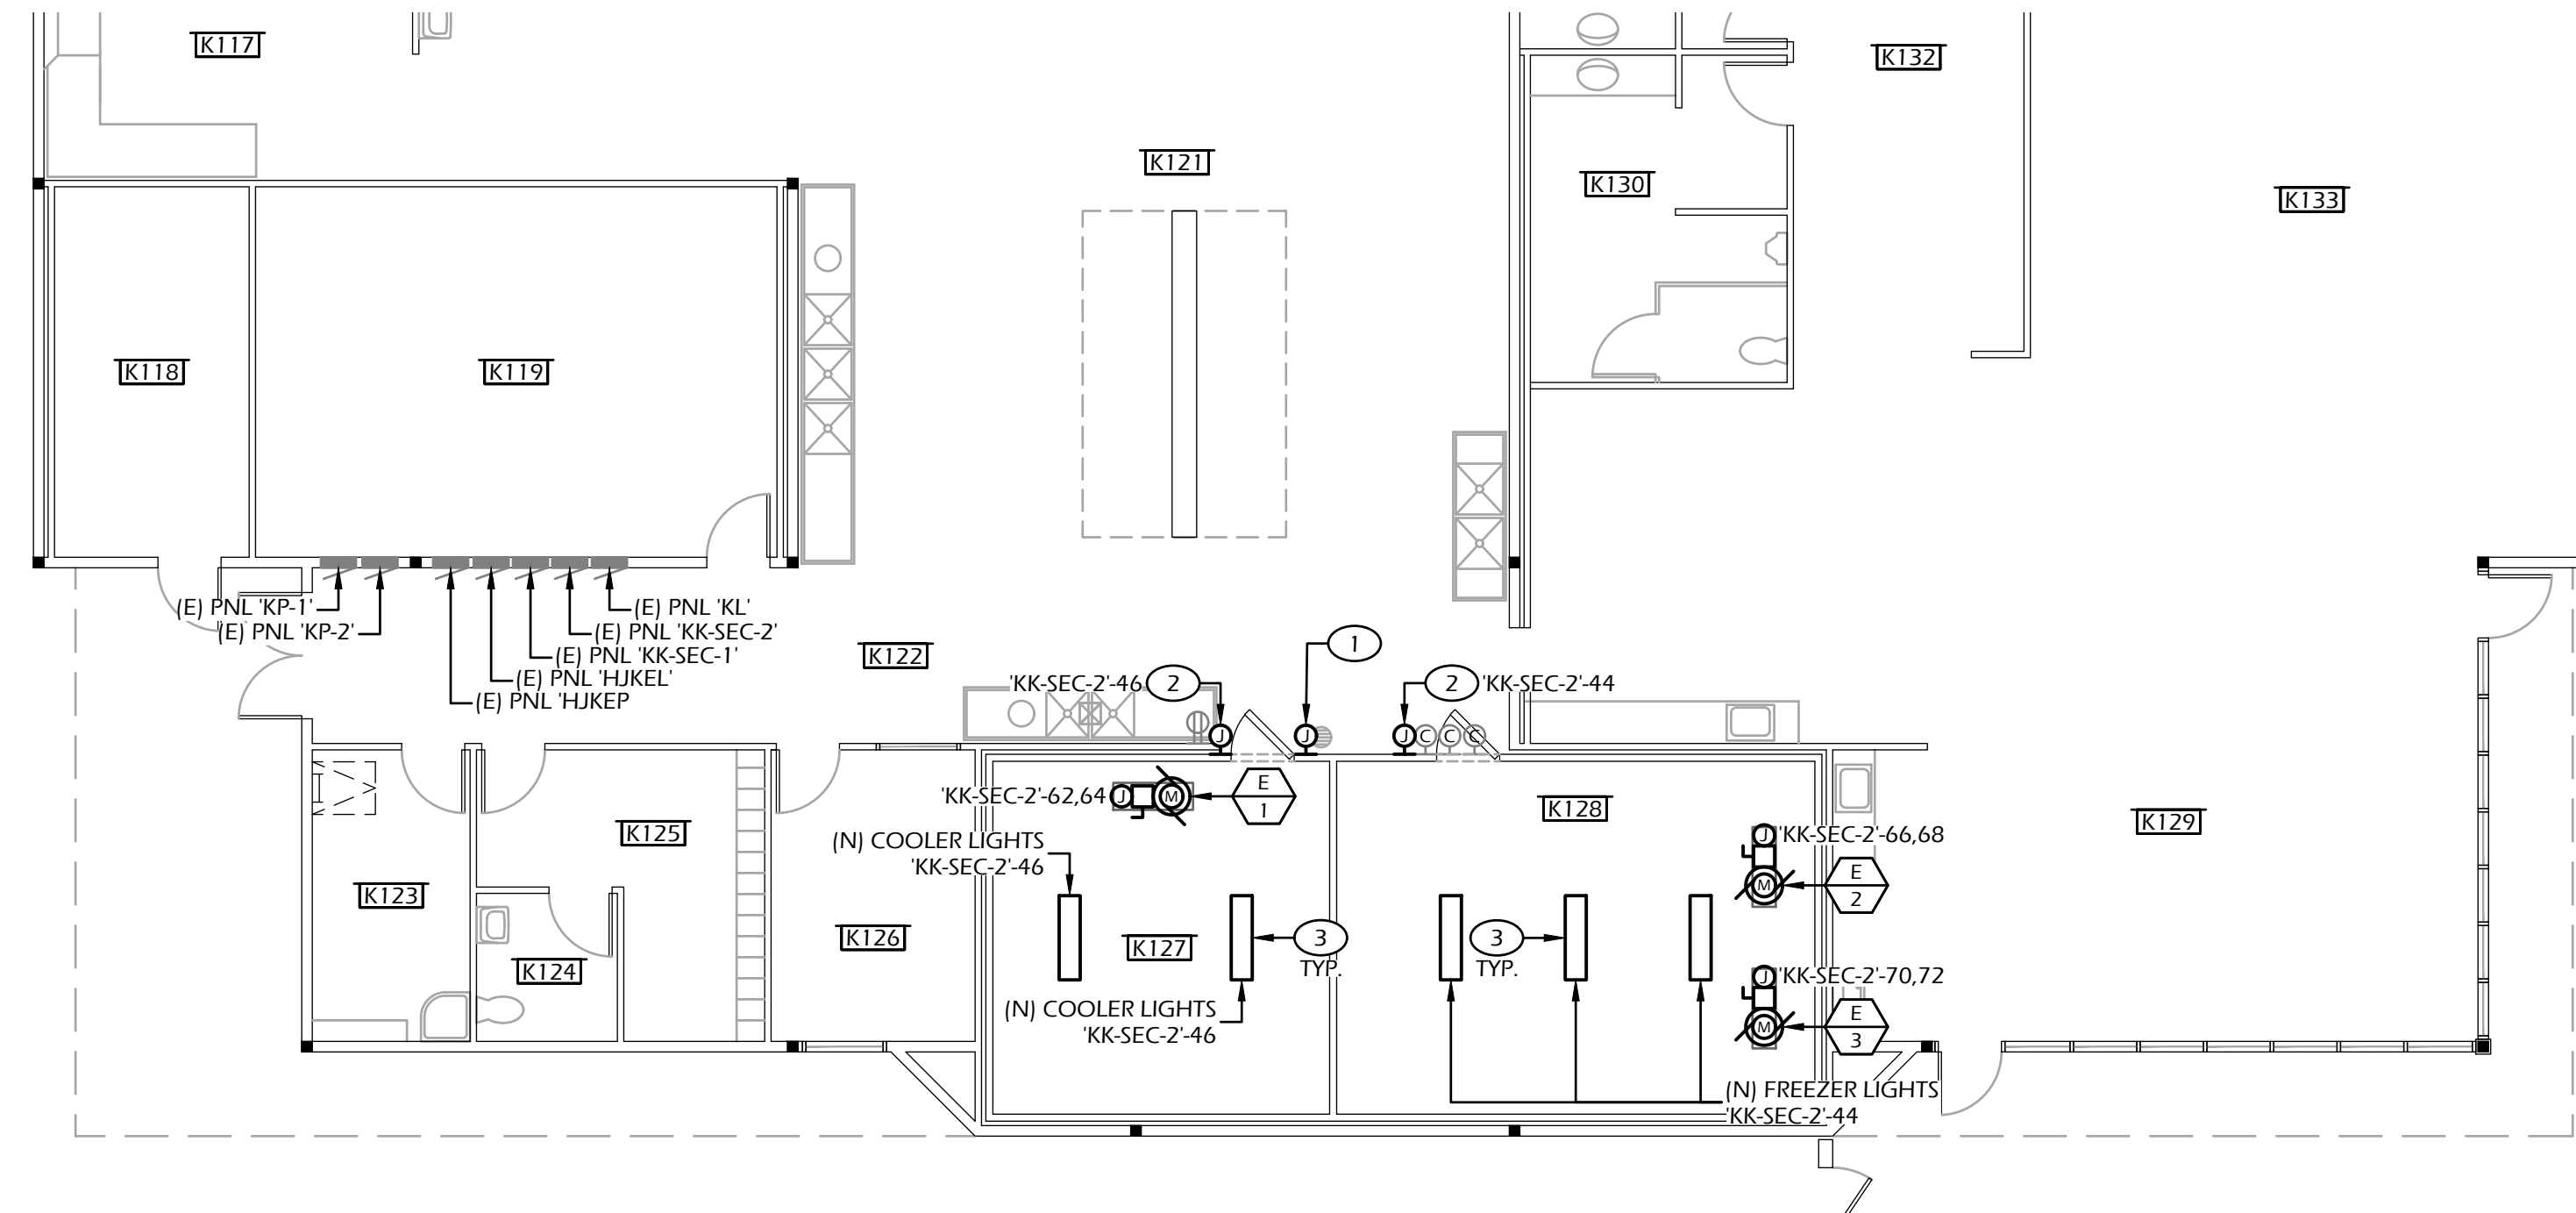 K117
K132
K121
K130
K133
K118
K119
(E) PNL 'KP-1'
(E) PNL 'KP-2'
(E) PNL 'KL'
(E) PNL 'KK-SEC-2'
(E) PNL 'KK-SEC-1'
(E) PNL 'HJKEL'
(E) PNL 'HJKEP
K122
1
'KK-SEC-2'-46
2
2
'KK-SEC-2'-44
J
J
J
C
C
C
'KK-SEC-2'-62,64
J
M
E
1
K128
K129
K125
(N) COOLER LIGHTS
'KK-SEC-2'-46
J
'KK-SEC-2'-66,68
M
E
2
K123
K126
K127
3
TYP.
3
TYP.
K124
J
'KK-SEC-2'-70,72
M
E
3
(N) COOLER LIGHTS
'KK-SEC-2'-46
(N) FREEZER LIGHTS
'KK-SEC-2'-44